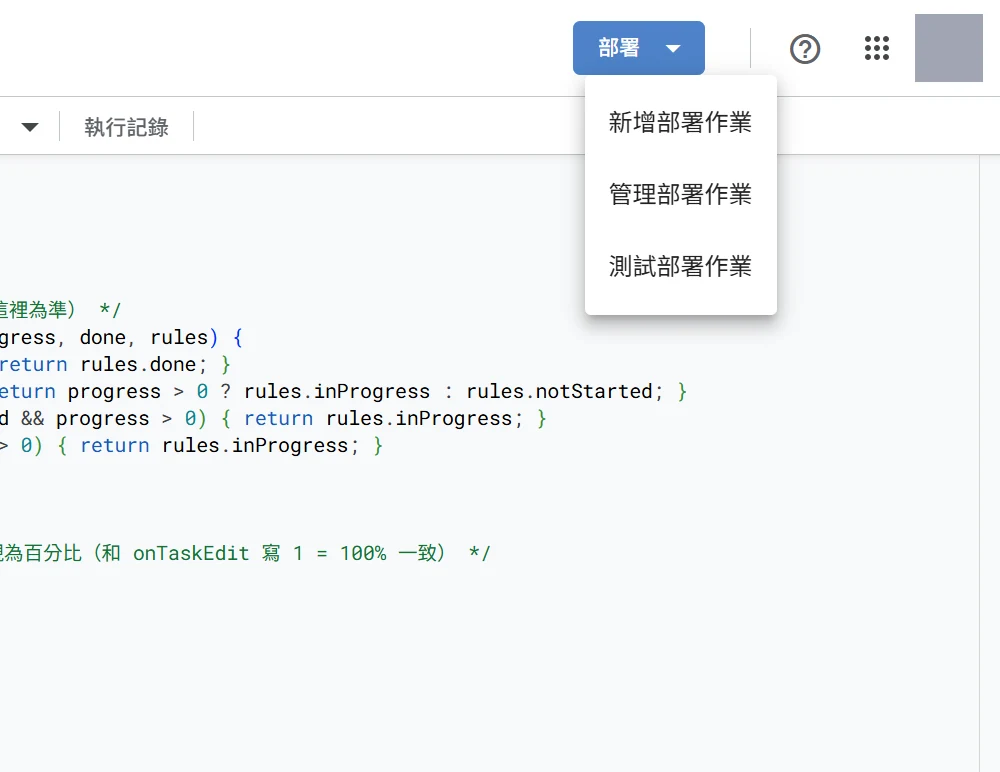 部署
新增部署作業
執行記錄
管理部署作業
測試部署作業
這裡為準） */
gress, done, rules) {
return rules.done; }
eturn progress > 0 ? rules.inProgress : rules.notStarted; }
d && progress > 0) { return rules.inProgress; }
> 0) { return rules.inProgress; }
為百分比（和 onTaskEdit 寫 1 = 100% 一致） */